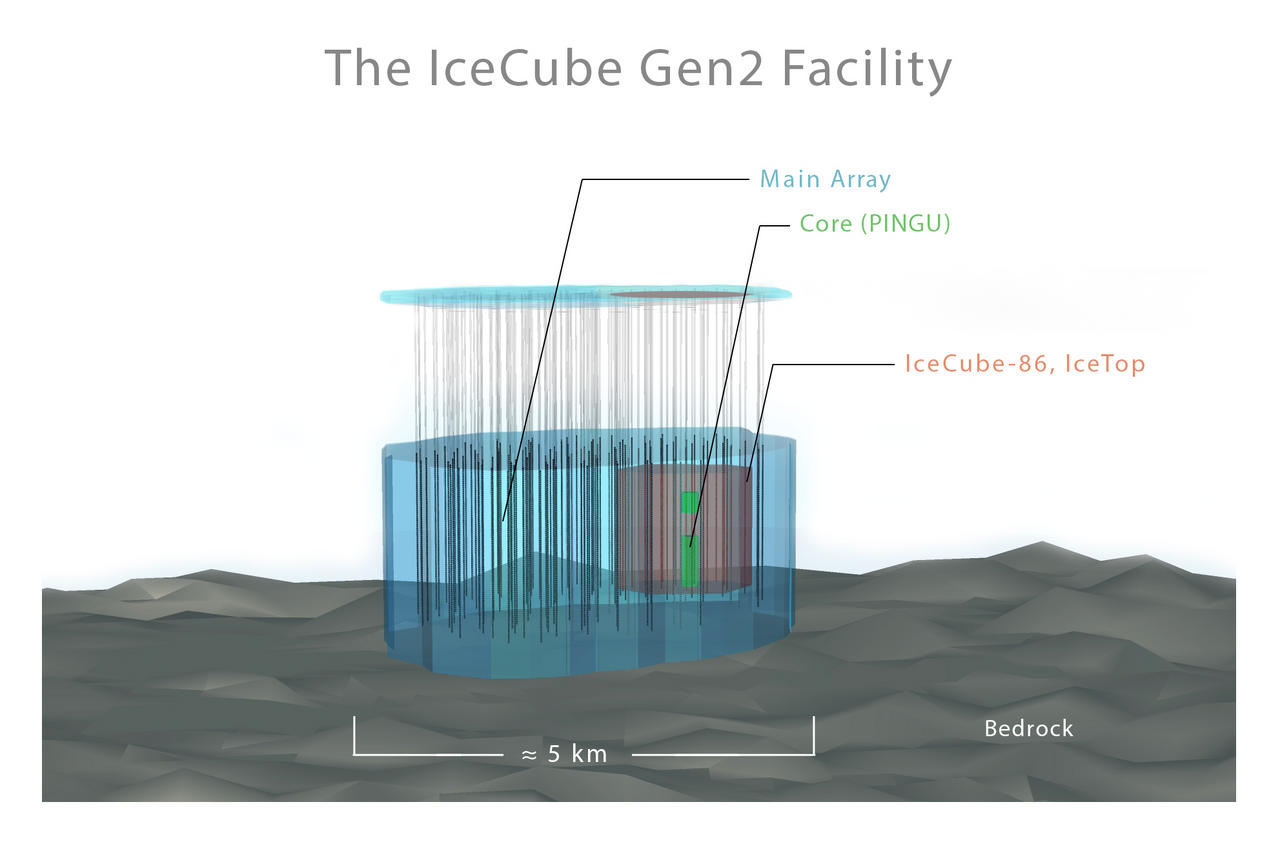 The IceCube Gen2 Facility
Main Array
Core (PINGU)
IceCube-86, IceTop
Bedrock
≈ 5 km